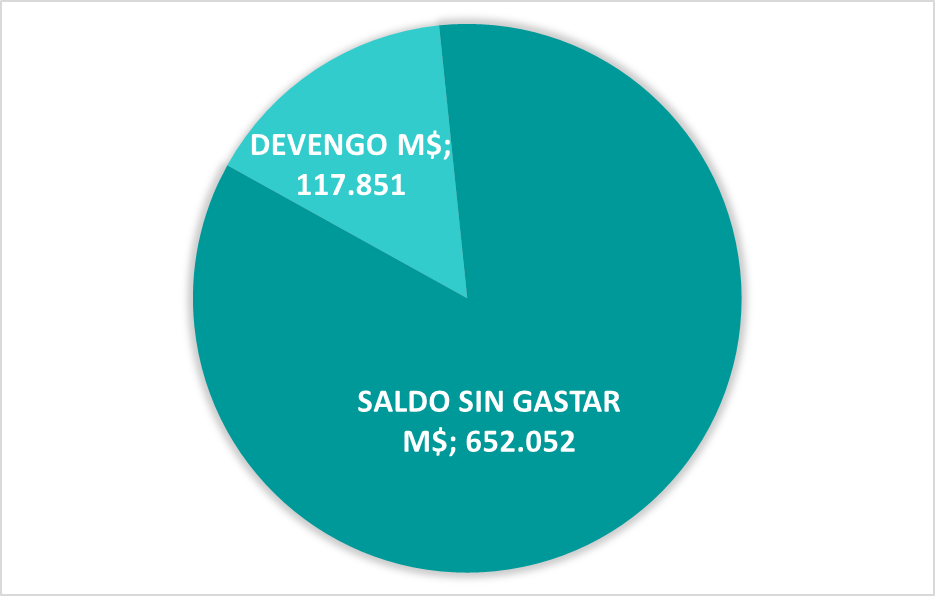 DEVENGO M$;
117.851
SALDO SIN GASTAR
M$; 652.052